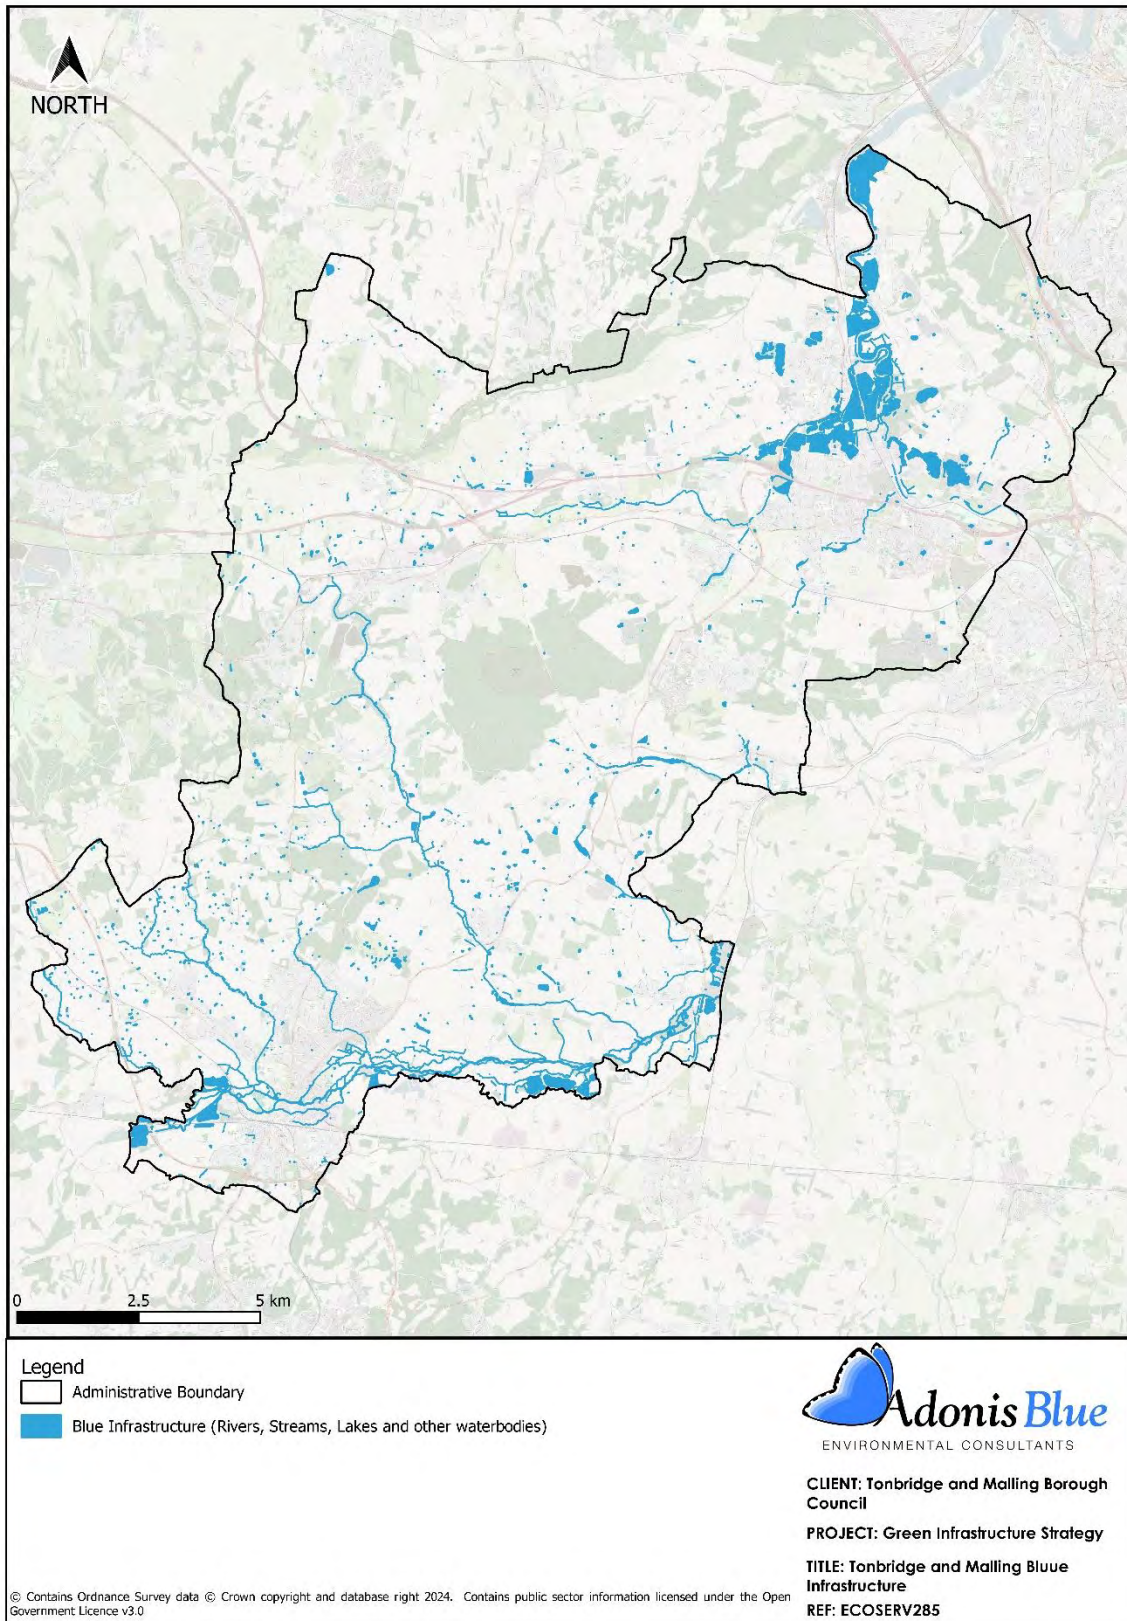 NORTH
0 2.5 5 km
Legend
Administrative Boundary
Blue Infrastructure (Rivers, Streams, Lakes and other waterbodies)
Adonis Blue
ENVIRONMENTAL CONSULTANTS
CLIENT: Tonbridge and Malling Borough
Council
PROJECT: Green Infrastructure Strategy
TITLE: Tonbridge and Malling Bluue
Infrastructure
REF: ECOSERV285
© Contains Ordnance Survey data © Crown copyright and database right 2024. Contains public sector information licensed under the Open
Government Licence v3.0